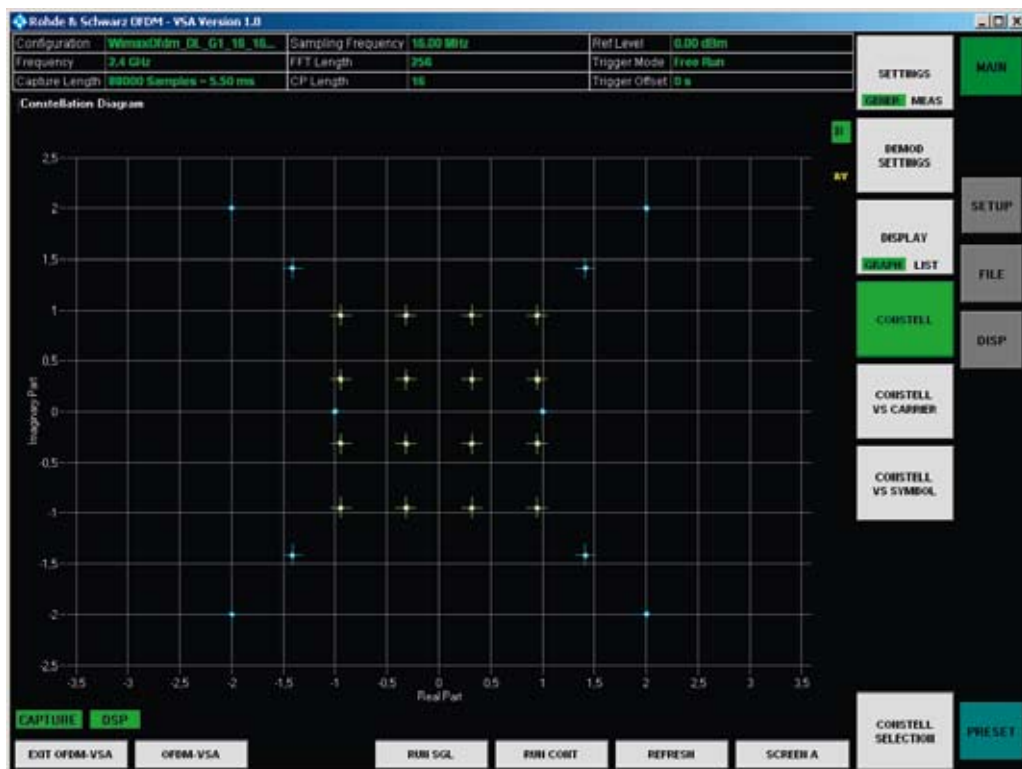 Rohde & Schwarz OFDM - VSA Version 1.0
Configuration WimaxOfdm_DL_G1_16_16... Sampling Frequency 16.00 MHz Ref Level 0.00 dBm
Frequency 2.4 GHz FFT Length 256 Trigger Mode Free Run
Capture Length 88000 Samples ~ 5.50 ms CP Length 16 Trigger Offset 0 s
Constellation Diagram
SETTINGS
GENER MEAS
MAIN
DEMOD
SETTINGS
DISPLAY
GRAPH LIST
SETUP
FILE
DISP
CONSTELL
CONSTELL
VS CARRIER
CONSTELL
VS SYMBOL
2.5
2
1.5
1
0.5
0
-0.5
-1
-1.5
-2
-2.5
Imaginary Part
-3.5 -3 -2.5 -2 -1.5 -1 -0.5 0 0.5 1 1.5 2 2.5 3 3.5
Real Part
CAPTURE DSP
CONSTELL
SELECTION
PRESET
EXIT OFDM-VSA OFDM-VSA RUN SGL RUN CONT REFRESH SCREEN A